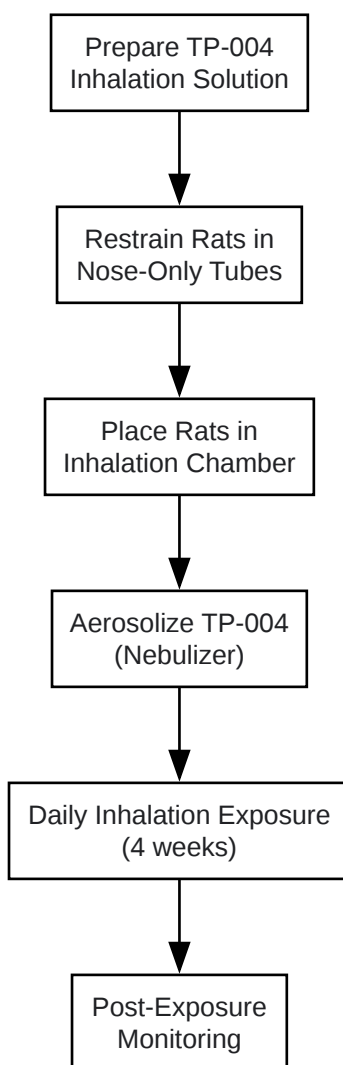 Prepare TP-004
Inhalation Solution
Restrain Rats in
Nose-Only Tubes
Place Rats in
Inhalation Chamber
Aerosolize TP-004
(Nebulizer)
Daily Inhalation Exposure
(4 weeks)
Post-Exposure
Monitoring